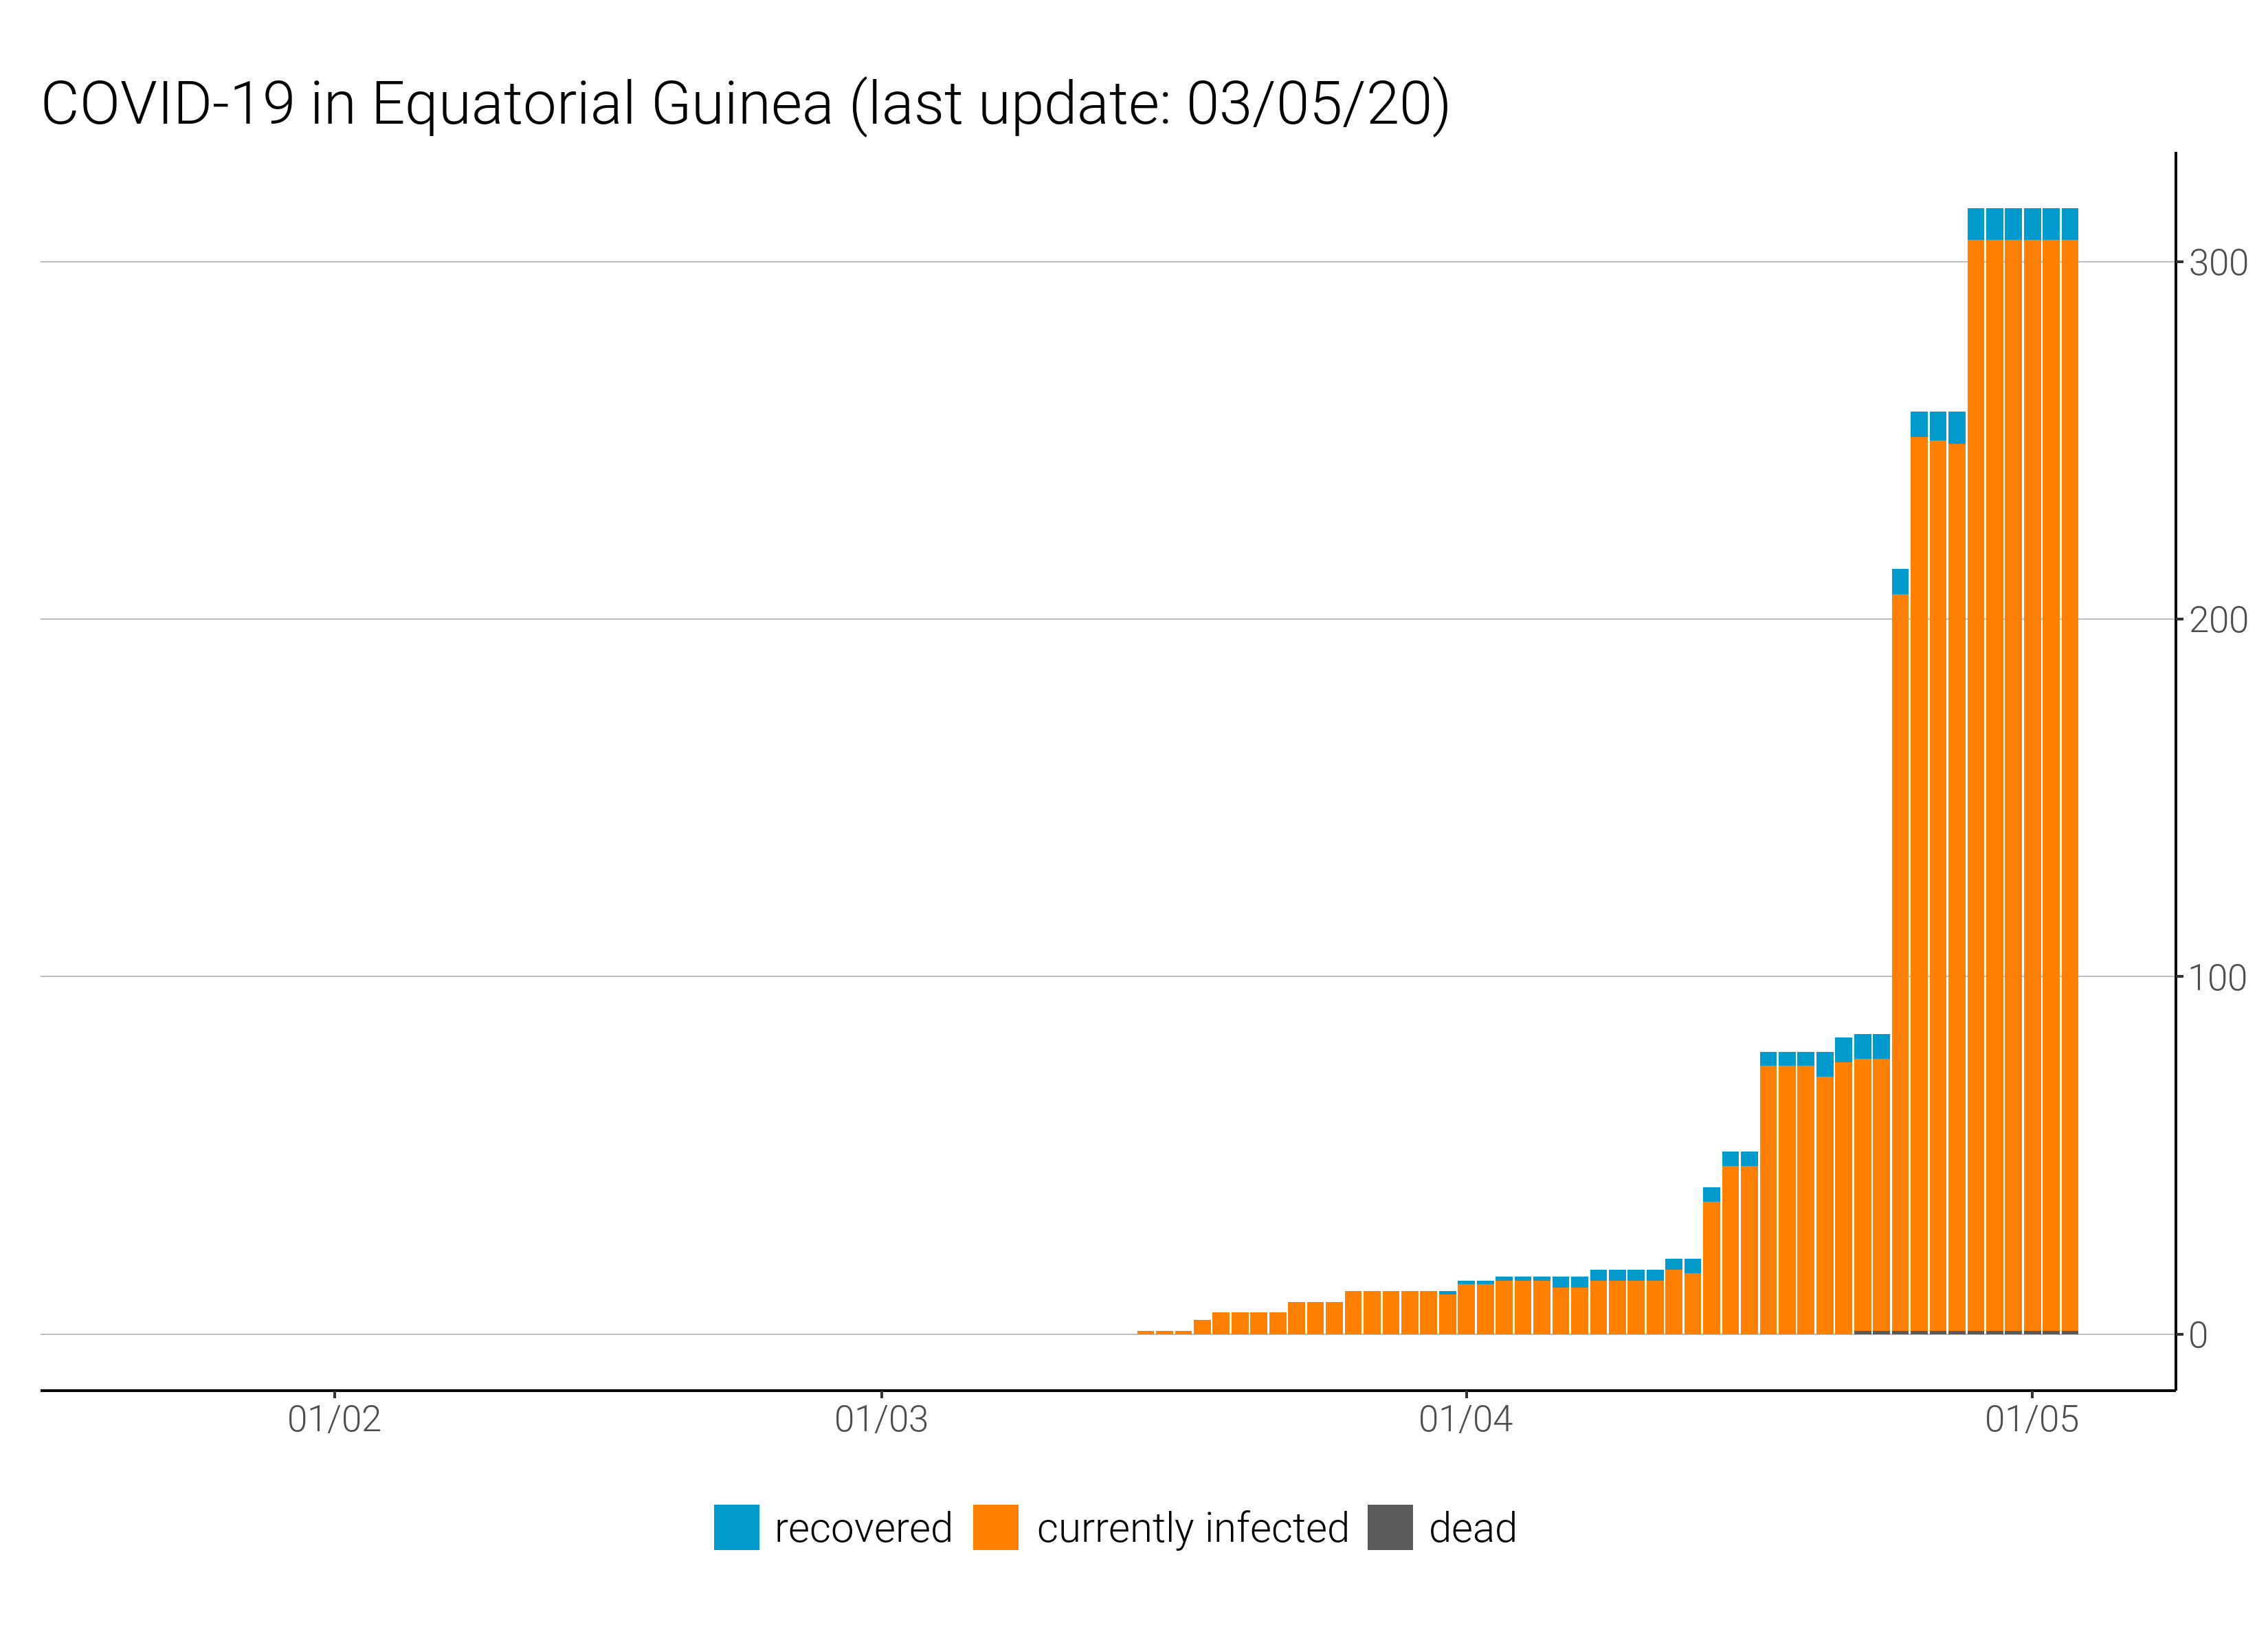 COVID-19 in Equatorial Guinea (last update: 03/05/20)
300
200
100
0
01/02 01/03 01/04 01/05
recovered currently infected dead